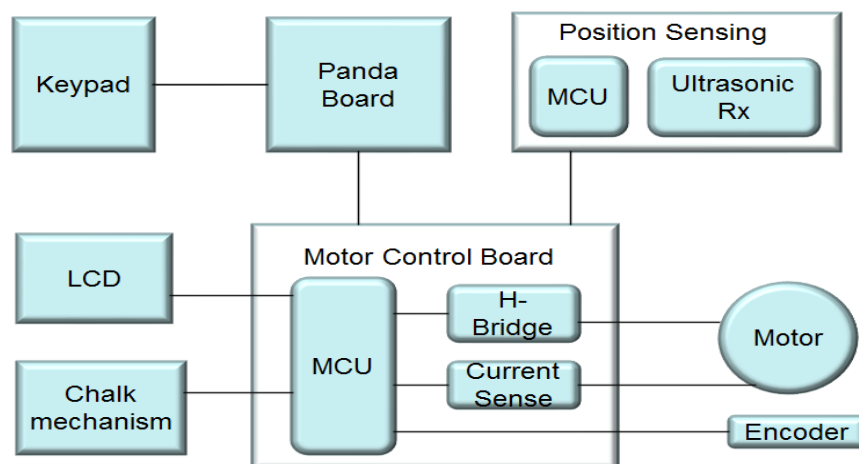 Keypad
Panda
Board
Position Sensing
MCU
Ultrasonic
Rx
Motor Control Board
LCD
Chalk
mechanism
MCU
H-
Bridge
Current
Sense
Motor
Encoder